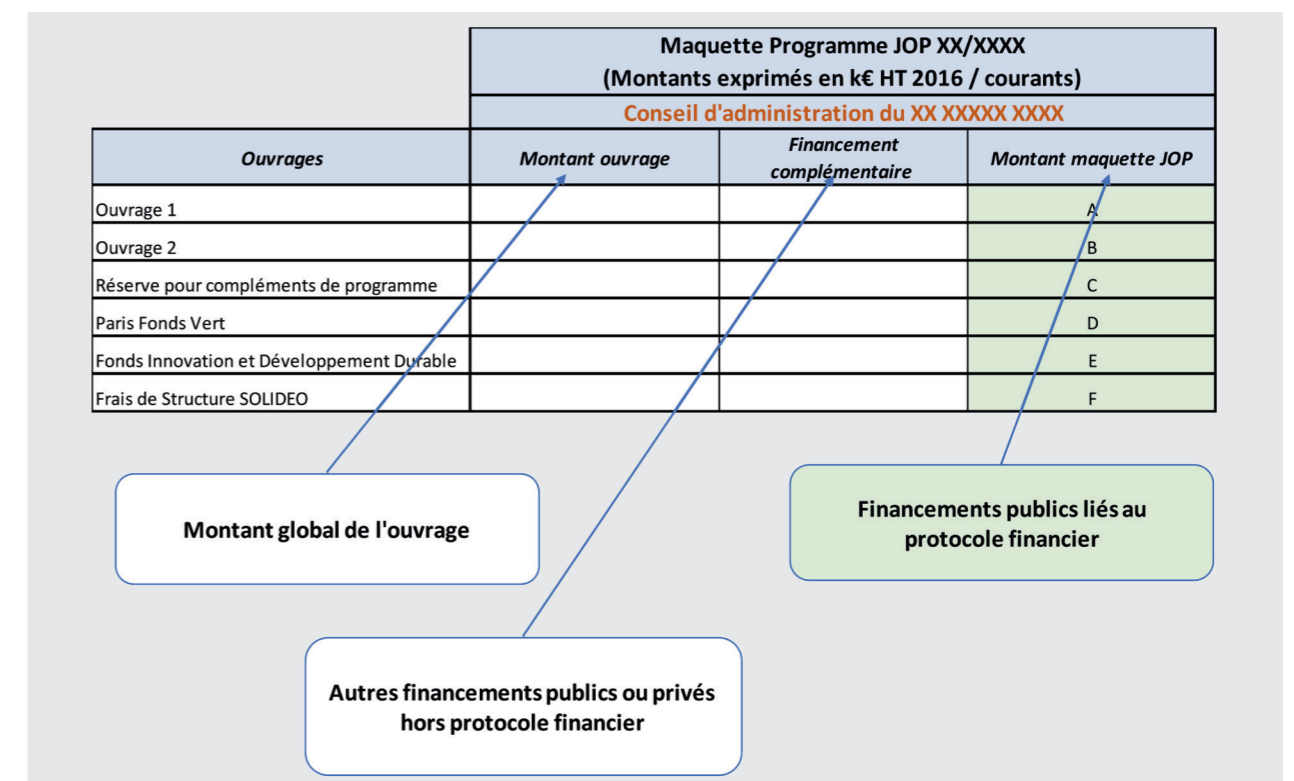 Maquette Programme JOP XX/XXXX
(Montants exprimés en k€ HT 2016 / courants)
Conseil d'administration du XX XXXXX XXXX
Ouvrages
Montant ouvrage
Financement
complémentaire
Montant maquette JOP
Ouvrage 1
A
Ouvrage 2
B
Réserve pour compléments de programme
C
Paris Fonds Vert
D
Fonds Innovation et Développement Durable
E
Frais de Structure SOLIDEO
F
Montant global de l'ouvrage
Financements publics liés au
protocole financier
Autres financements publics ou privés
hors protocole financier